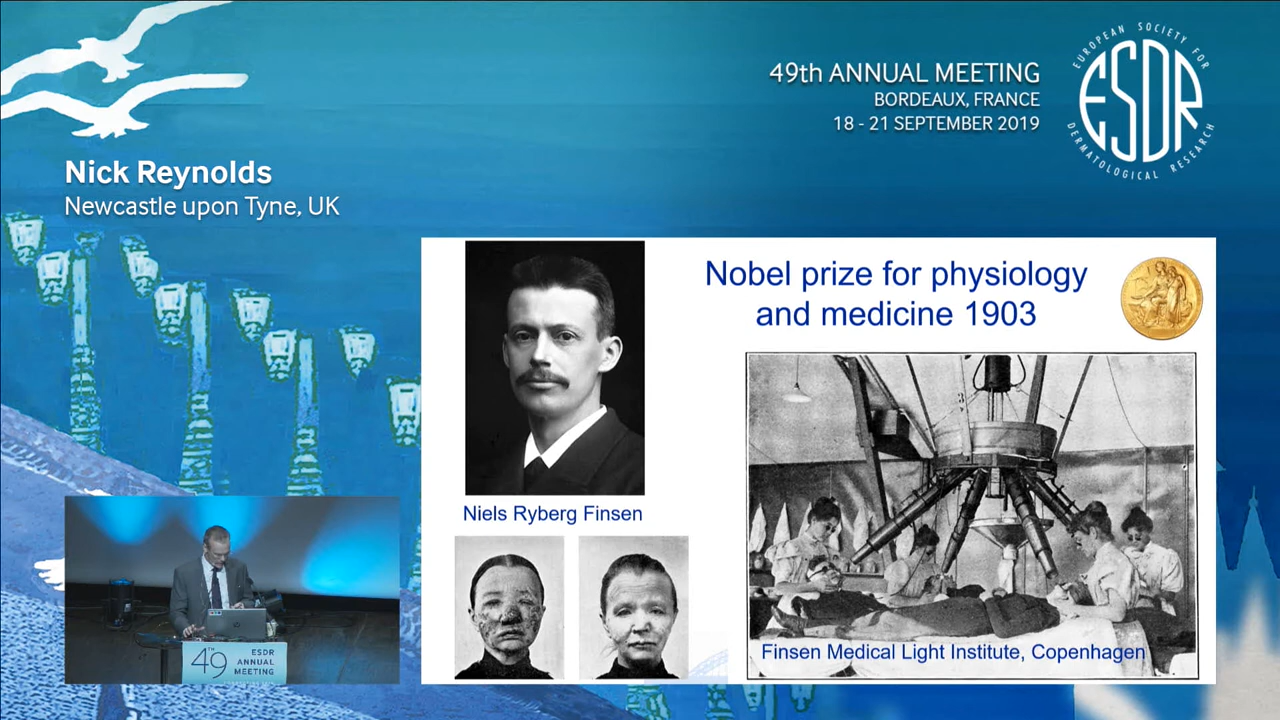 49th ANNUAL MEETING
BORDEAUX, FRANCE
18 - 21 SEPTEMBER 2019
EUROPEAN SOCIETY FOR
ESDR
DERMATOLOGICAL RESEARCH
Nick Reynolds
Newcastle upon Tyne, UK
Nobel prize for physiology
and medicine 1903
Niels Ryberg Finsen
Finsen Medical Light Institute, Copenhagen
49TH
ESDR
ANNUAL
MEETING